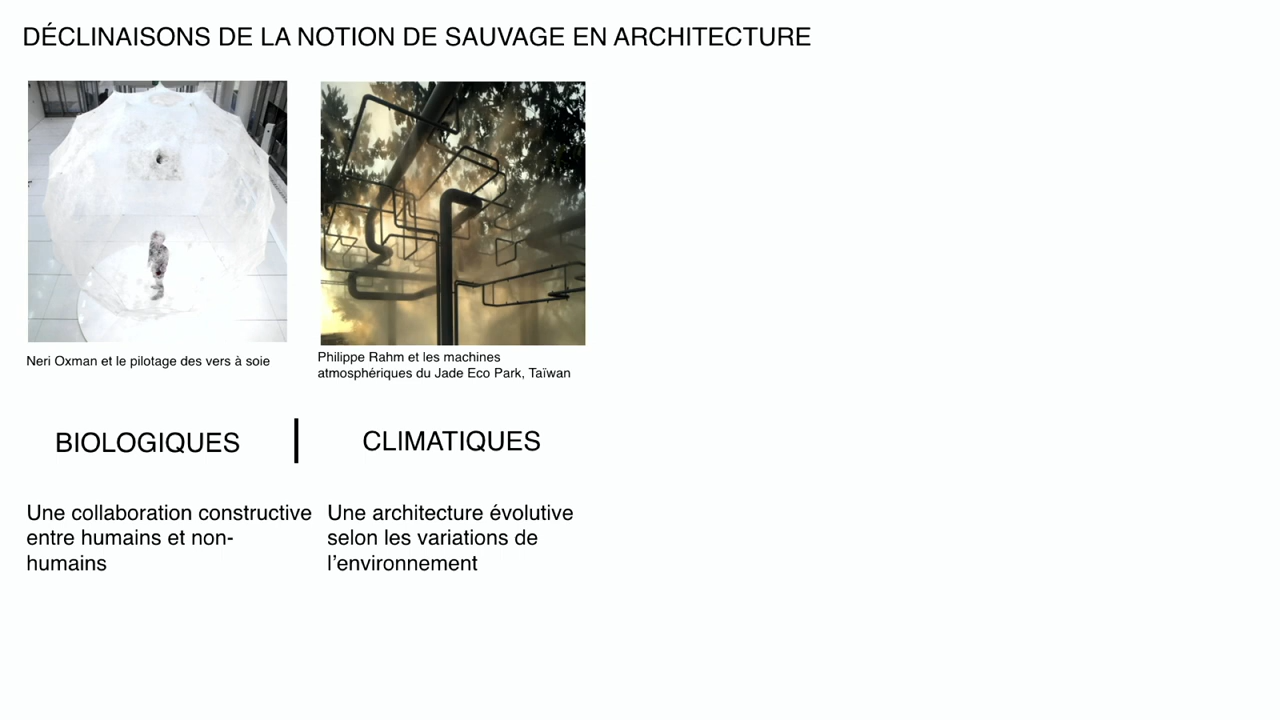 DÉCLINAISONS DE LA NOTION DE SAUVAGE EN ARCHITECTURE
Neri Oxman et le pilotage des vers à soie
Philippe Rahm et les machines
atmosphériques du Jade Eco Park, Taïwan
BIOLOGIQUES
CLIMATIQUES
Une collaboration constructive
entre humains et non-
humains
Une architecture évolutive
selon les variations de
l’environnement